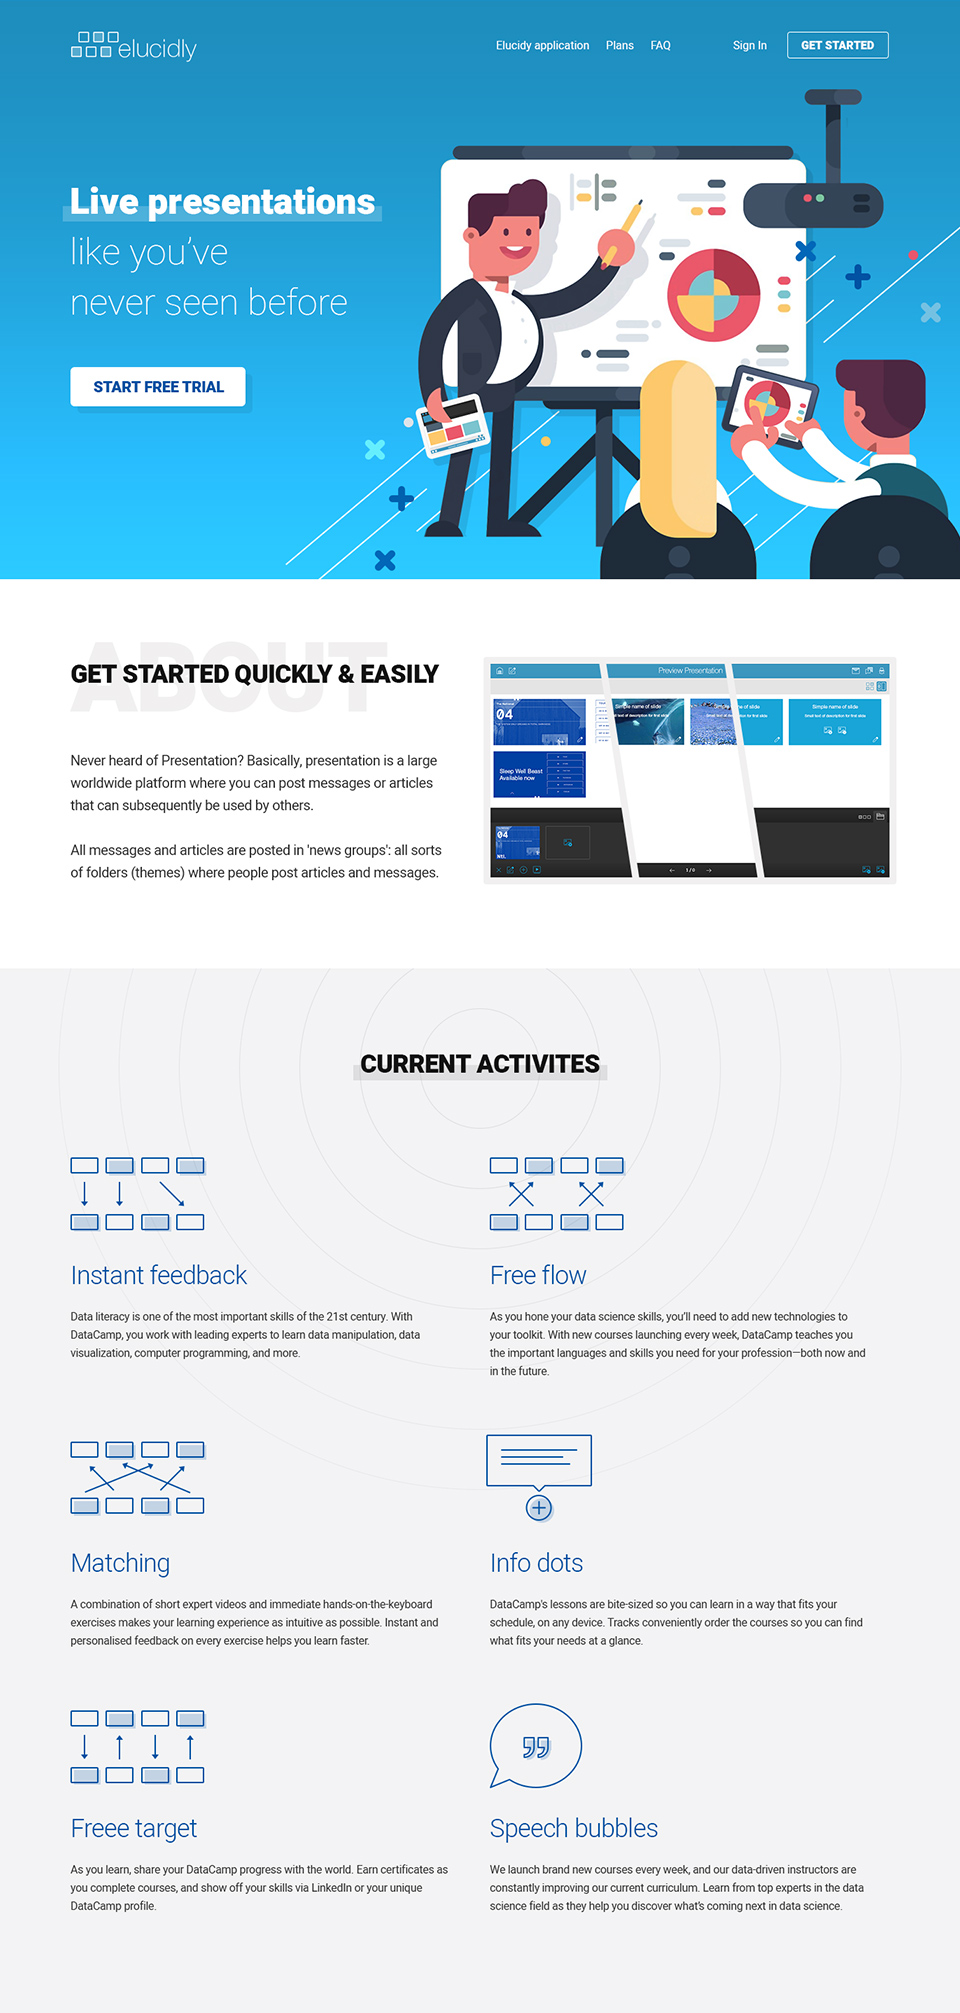 elucidly
Elucidy application Plans FAQ Sign In GET STARTED
Live presentations
like you've
never seen before
START FREE TRIAL
ABOUT
GET STARTED QUICKLY & EASILY
Never heard of Presentation? Basically, presentation is a large
worldwide platform where you can post messages or articles
that can subsequently be used by others.
All messages and articles are posted in 'news groups': all sorts
of folders (themes) where people post articles and messages.
Preview Presentation
04
Simple name of slide
Small text of description for first slide
Simple name of slide
Small text of description for first slide
Sleep Well Beast
Available now
04
1 / 6
CURRENT ACTIVITES
Instant feedback
Data literacy is one of the most important skills of the 21st century. With
DataCamp, you work with leading experts to learn data manipulation, data
visualization, computer programming, and more.
Free flow
As you hone your data science skills, you'll need to add new technologies to
your toolkit. With new courses launching every week, DataCamp teaches you
the important languages and skills you need for your profession—both now and
in the future.
Matching
A combination of short expert videos and immediate hands-on-the-keyboard
exercises makes your learning experience as intuitive as possible. Instant and
personalised feedback on every exercise helps you learn faster.
Info dots
DataCamp's lessons are bite-sized so you can learn in a way that fits your
schedule, on any device. Tracks conveniently order the courses so you can find
what fits your needs at a glance.
Freee target
As you learn, share your DataCamp progress with the world. Earn certificates as
you complete courses, and show off your skills via LinkedIn or your unique
DataCamp profile.
Speech bubbles
We launch brand new courses every week, and our data-driven instructors are
constantly improving our current curriculum. Learn from top experts in the data
science field as they help you discover what's coming next in data science.